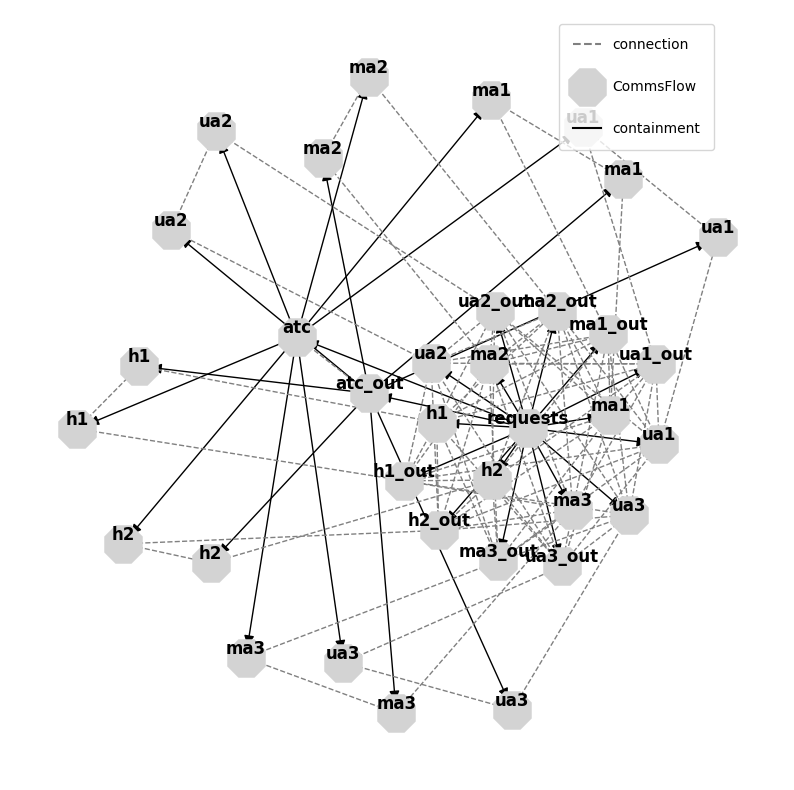 connection
CommsFlow
containment
ma2
ma1
ua1
ua2
ma2
ma1
ua2
ua1
ua2_out
ma2_out
atc
ma1_out
h1
ua2
ma2
ua1_out
atc_out
h1
ma1
h1
requests
ua1
h1_out
h2
ma3
ua3
h2_out
h2
h2
ma3_out
ua3_out
ma3
ua3
ma3
ua3